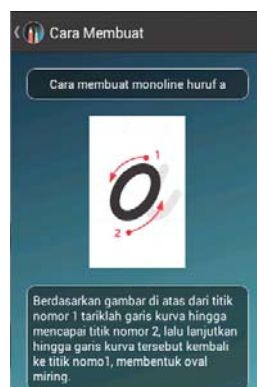 Cara Membuat
Cara membuat monoline huruf a
1
2
Berdasarkan gambar di atas dari titik
nomor 1 tariklah garis kurva hingga
mencapai titik nomor 2, lalu lanjutkan
hingga garis kurva tersebut kembali
ke titik nomo1, membentuk oval
miring.